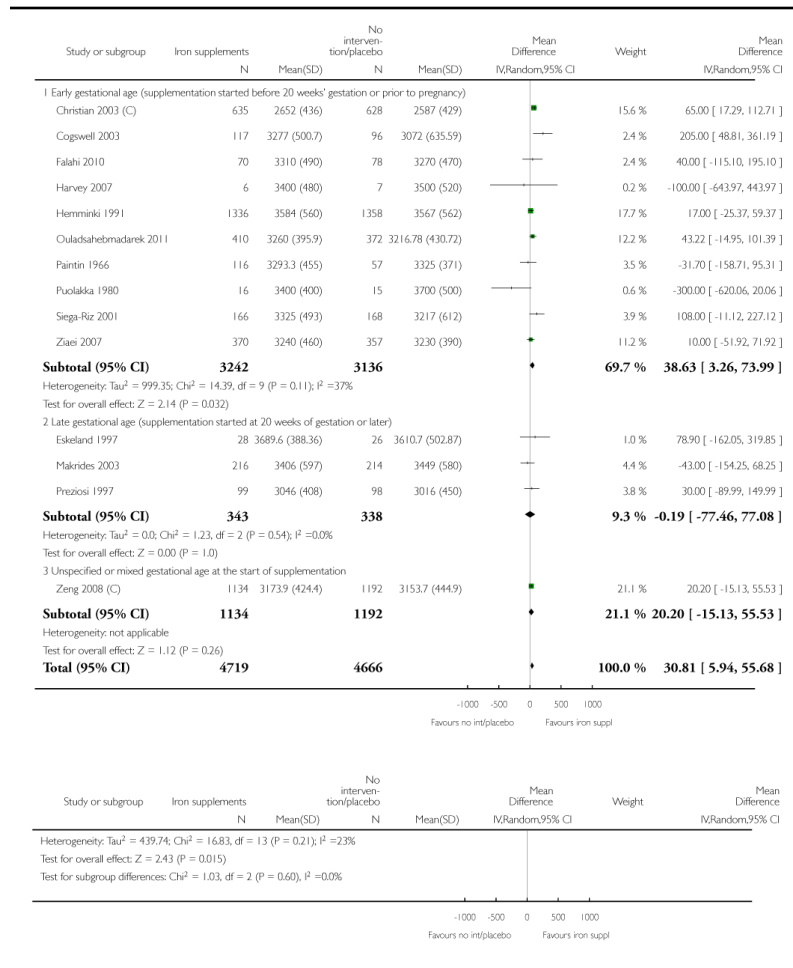 No
interven-
Mean
Mean
Study or subgroup Iron supplements tion/placebo Difference Weight Difference
N Mean(SD) N Mean(SD) IV,Random,95% CI IV,Random,95% CI
1 Early gestational age (supplementation started before 20 weeks' gestation or prior to pregnancy)
Christian 2003 (C) 635 2652 (436) 628 2587 (429) 15.6 % 65.00 [ 17.29, 112.71 ]
Cogswell 2003 117 3277 (500.7) 96 3072 (635.59) 2.4 % 205.00 [ 48.81, 361.19 ]
Falahi 2010 70 3310 (490) 78 3270 (470) 2.4 % 40.00 [ -115.10, 195.10 ]
Harvey 2007 6 3400 (480) 7 3500 (520) 0.2 % -100.00 [ -643.97, 443.97 ]
Hemminki 1991 1336 3584 (560) 1358 3567 (562) 17.7 % 17.00 [ -25.37, 59.37 ]
Ouladsahebmadarek 2011 410 3260 (395.9) 372 3216.78 (430.72) 12.2 % 43.22 [ -14.95, 101.39 ]
Paintin 1966 116 3293.3 (455) 57 3325 (371) 3.5 % -31.70 [ -158.71, 95.31 ]
Puolakka 1980 16 3400 (400) 15 3700 (500) 0.6 % -300.00 [ -620.06, 20.06 ]
Siega-Riz 2001 166 3325 (493) 168 3217 (612) 3.9 % 108.00 [ -11.12, 227.12 ]
Ziaei 2007 370 3240 (460) 357 3230 (390) 11.2 % 10.00 [ -51.92, 71.92 ]
Subtotal (95% CI) 3242 3136 69.7 % 38.63 [ 3.26, 73.99 ]
Heterogeneity: Tau² = 999.35; Chi² = 14.39, df = 9 (P = 0.11); I² =37%
Test for overall effect: Z = 2.14 (P = 0.032)
2 Late gestational age (supplementation started at 20 weeks of gestation or later)
Eskeland 1997 28 3689.6 (388.36) 26 3610.7 (502.87) 1.0 % 78.90 [ -162.05, 319.85 ]
Makrides 2003 216 3406 (597) 214 3449 (580) 4.4 % -43.00 [ -154.25, 68.25 ]
Preziosi 1997 99 3046 (408) 98 3016 (450) 3.8 % 30.00 [ -89.99, 149.99 ]
Subtotal (95% CI) 343 338 9.3 % -0.19 [ -77.46, 77.08 ]
Heterogeneity: Tau² = 0.0; Chi² = 1.23, df = 2 (P = 0.54); I² =0.0%
Test for overall effect: Z = 0.00 (P = 1.0)
3 Unspecified or mixed gestational age at the start of supplementation
Zeng 2008 (C) 1134 3173.9 (424.4) 1192 3153.7 (444.9) 21.1 % 20.20 [ -15.13, 55.53 ]
Subtotal (95% CI) 1134 1192 21.1 % 20.20 [ -15.13, 55.53 ]
Heterogeneity: not applicable
Test for overall effect: Z = 1.12 (P = 0.26)
Total (95% CI) 4719 4666 100.0 % 30.81 [ 5.94, 55.68 ]
-1000 -500 0 500 1000
Favours no int/placebo Favours iron suppl
No
interven-
Mean
Mean
Study or subgroup Iron supplements tion/placebo Difference Weight Difference
N Mean(SD) N Mean(SD) IV,Random,95% CI IV,Random,95% CI
Heterogeneity: Tau² = 439.74; Chi² = 16.83, df = 13 (P = 0.21); I² =23%
Test for overall effect: Z = 2.43 (P = 0.015)
Test for subgroup differences: Chi² = 1.03, df = 2 (P = 0.60), I² =0.0%
-1000 -500 0 500 1000
Favours no int/placebo Favours iron suppl